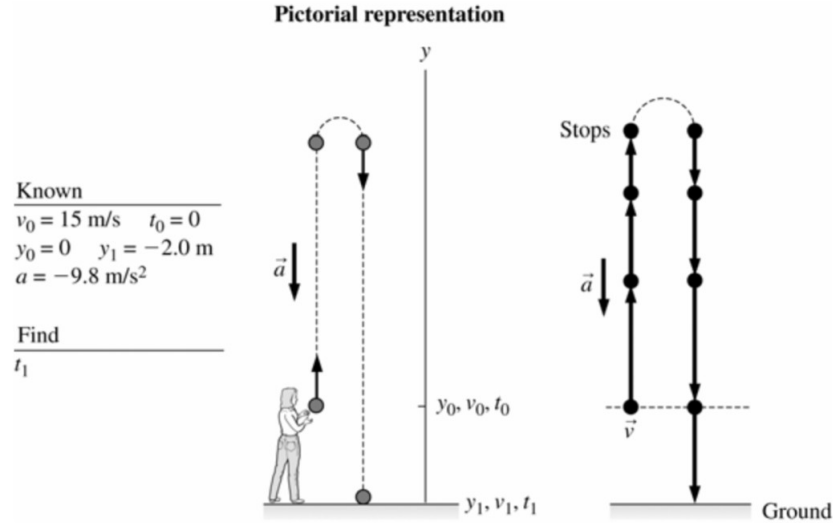 Pictorial representation
Known
v₀ = 15 m/s t₀ = 0
y₀ = 0 y₁ = −2.0 m
a = −9.8 m/s²
Find
t₁
y
a⃗
y₀, v₀, t₀
y₁, v₁, t₁
Stops
a⃗
v⃗
Ground